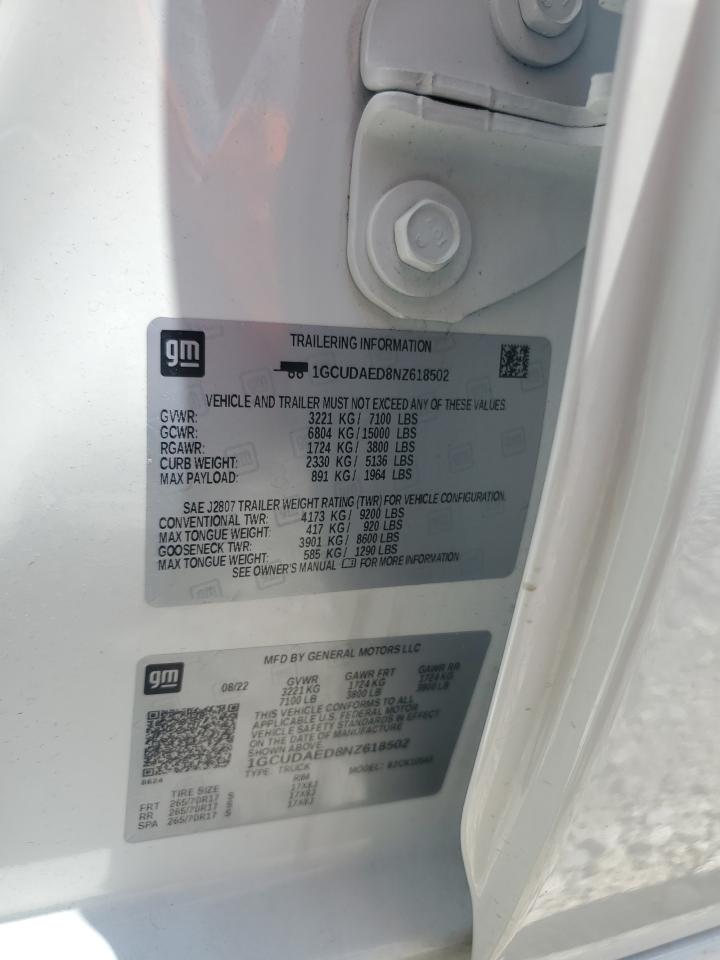 gm
TRAILERING INFORMATION
1GCUDAED8NZ618502
VEHICLE AND TRAILER MUST NOT EXCEED ANY OF THESE VALUES.
GVWR: 3221 KG / 7100 LBS
GCWR: 6804 KG / 15000 LBS
RGAWR: 1724 KG / 3800 LBS
CURB WEIGHT: 2330 KG / 5136 LBS
MAX PAYLOAD: 891 KG / 1964 LBS
SAE J2807 TRAILER WEIGHT RATING (TWR) FOR VEHICLE CONFIGURATION.
CONVENTIONAL TWR: 4173 KG / 9200 LBS
MAX TONGUE WEIGHT: 417 KG / 920 LBS
GOOSENECK TWR: 3901 KG / 8600 LBS
MAX TONGUE WEIGHT: 585 KG / 1290 LBS
SEE OWNER'S MANUAL FOR MORE INFORMATION
gm
MFD BY GENERAL MOTORS LLC
08/22 GVWR GAWR FRT GAWR RR
3221 KG 1724 KG 1724 KG
7100 LB 3800 LB 3800 LB
THIS VEHICLE CONFORMS TO ALL
APPLICABLE U.S. FEDERAL MOTOR
VEHICLE SAFETY STANDARDS IN EFFECT
ON THE DATE OF MANUFACTURE
SHOWN ABOVE.
1GCUDAED8NZ618502
TYPE: TRUCK MODEL:
8624
TIRE SIZE RIM
FRT 265/70R17 S 17X8J
RR 265/70R17 S 17X8J
SPA 265/70R17 S 17X8J